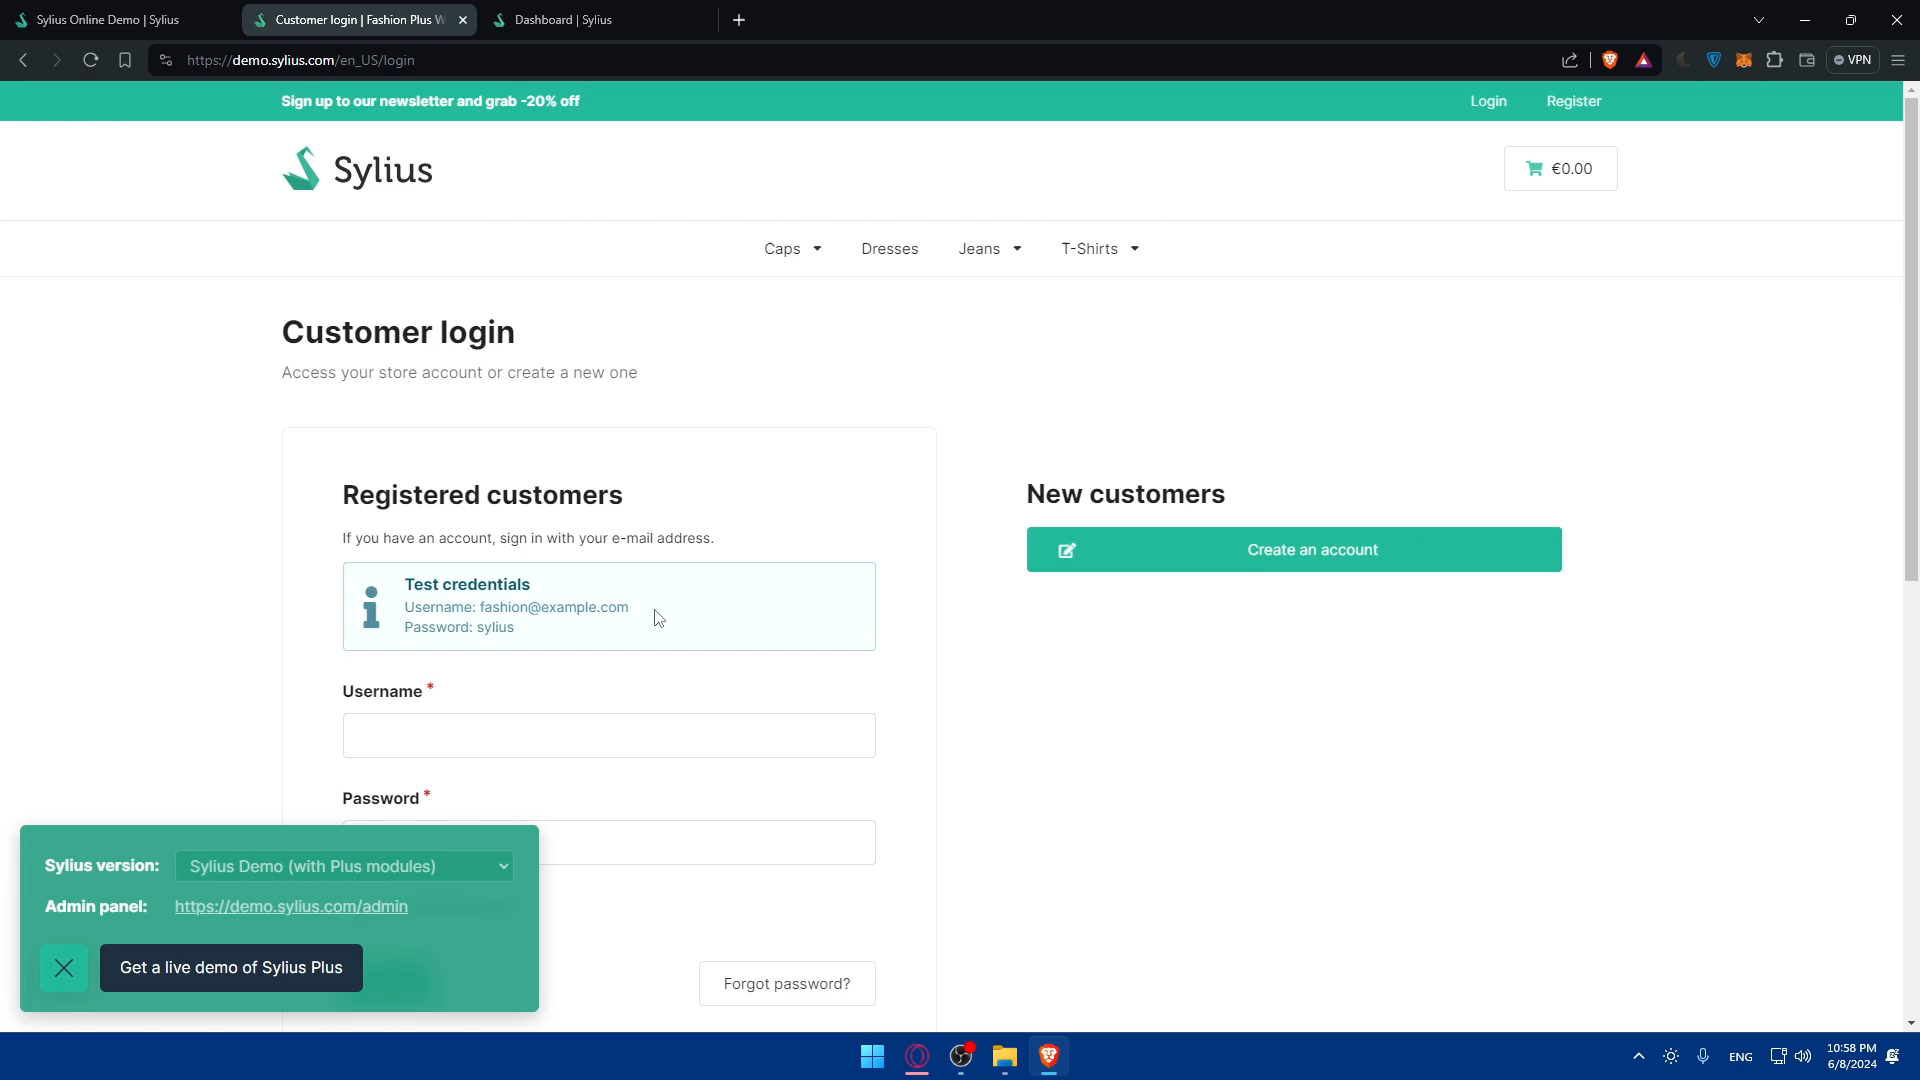 Sylius Online Demo | Sylius
Customer login | Fashion Plus W
Dashboard | Sylius
https://demo.sylius.com/en_US/login
VPN
Sign up to our newsletter and grab -20% off
Login
Register
Sylius
€0.00
Caps
Dresses
Jeans
T-Shirts
Customer login
Access your store account or create a new one
Registered customers
If you have an account, sign in with your e-mail address.
Test credentials
Username: fashion@example.com
Password: sylius
Username *
Password *
Forgot password?
New customers
Create an account
Sylius version:
Sylius Demo (with Plus modules)
Admin panel:
https://demo.sylius.com/admin
Get a live demo of Sylius Plus
ENG
10:58 PM
6/8/2024